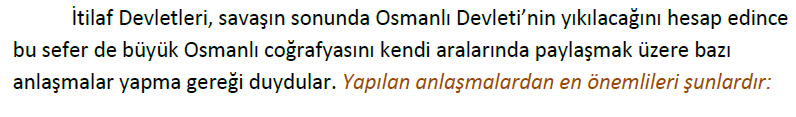 İtilaf Devletleri, savaşın sonunda Osmanlı Devleti’nin yıkılacağını hesap edince
bu sefer de büyük Osmanlı coğrafyasını kendi aralarında paylaşmak üzere bazı
anlaşmalar yapma gereği duydular. Yapılan anlaşmalardan en önemlileri şunlardır: